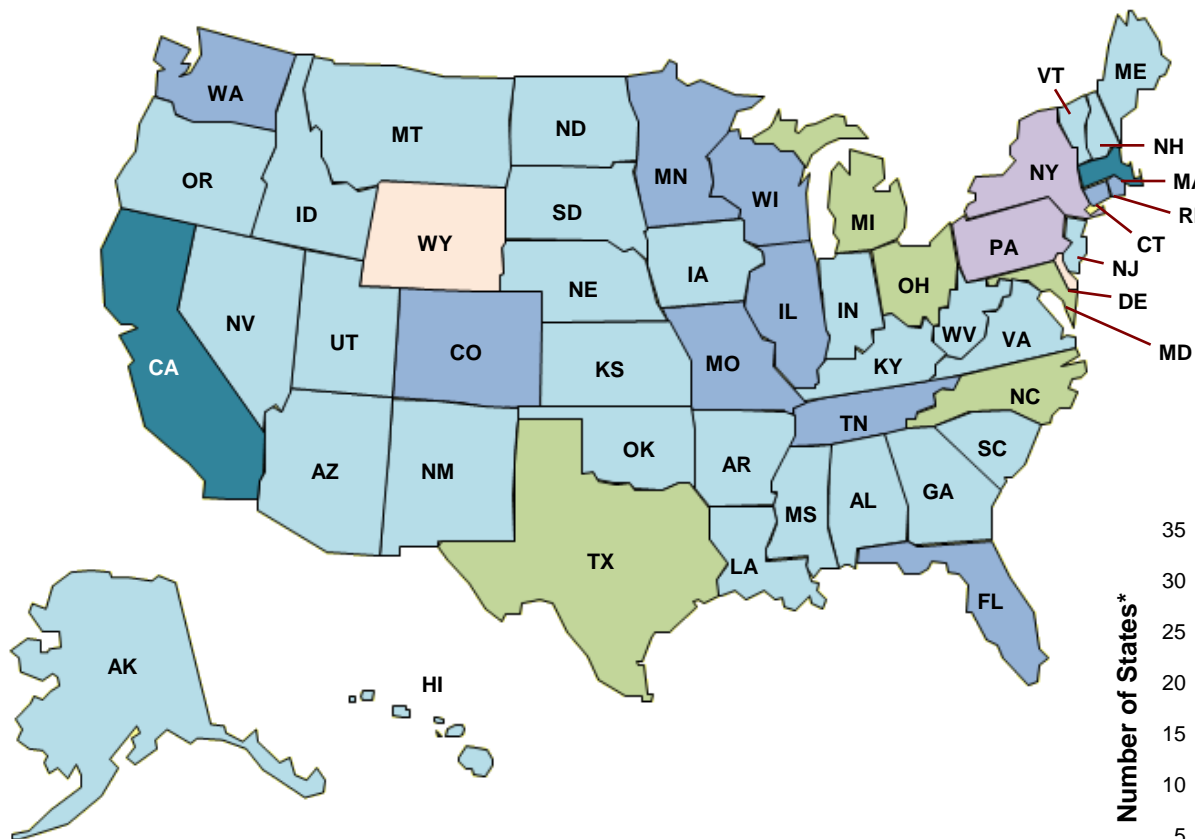 ME
VT
WA
MT
ND
NH
MN
MA
OR
NY
ID
WI
SD
RI
MI
WY
CT
PA
NJ
IA
NE
OH
DE
IL
IN
NV
WV
UT
VA
CO
MD
MO
KY
CA
KS
NC
TN
OK
SC
AR
AZ
NM
GA
AL
MS
35
TX
LA
30
FL
25
AK
HI
20
15
10
5
Number of States*